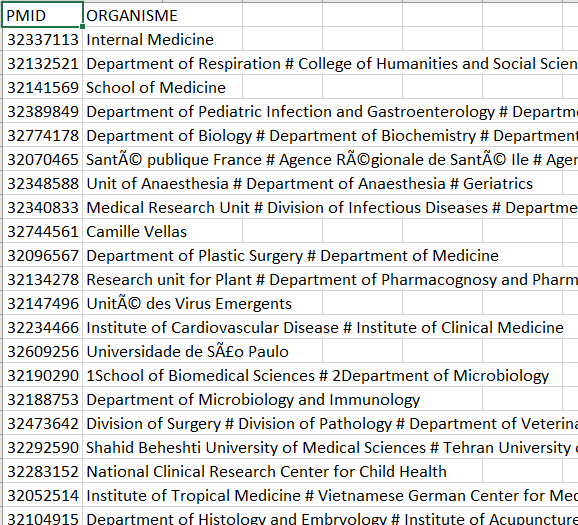 PMID ORGANISME
32337113 Internal Medicine
32132521 Department of Respiration # College of Humanities and Social Scien
32141569 School of Medicine
32389849 Department of Pediatric Infection and Gastroenterology # Departme
32774178 Department of Biology # Department of Biochemistry # Department
32070465 SantÃ© publique France # Agence RÃ©gionale de SantÃ© Ile # Agen
32348588 Unit of Anaesthesia # Department of Anaesthesia # Geriatrics
32340833 Medical Research Unit # Division of Infectious Diseases # Departme
32744561 Camille Vellas
32096567 Department of Plastic Surgery # Department of Medicine
32134278 Research unit for Plant # Department of Pharmacognosy and Pharm
32147496 UnitÃ© des Virus Emergents
32234466 Institute of Cardiovascular Disease # Institute of Clinical Medicine
32609256 Universidade de SÃ£o Paulo
32190290 1School of Biomedical Sciences # 2Department of Microbiology
32188753 Department of Microbiology and Immunology
32473642 Division of Surgery # Division of Pathology # Department of Veterina
32292590 Shahid Beheshti University of Medical Sciences # Tehran University
32283152 National Clinical Research Center for Child Health
32052514 Institute of Tropical Medicine # Vietnamese German Center for Med
32104915 Department of Histology and Embryology # Institute of Acupunctura